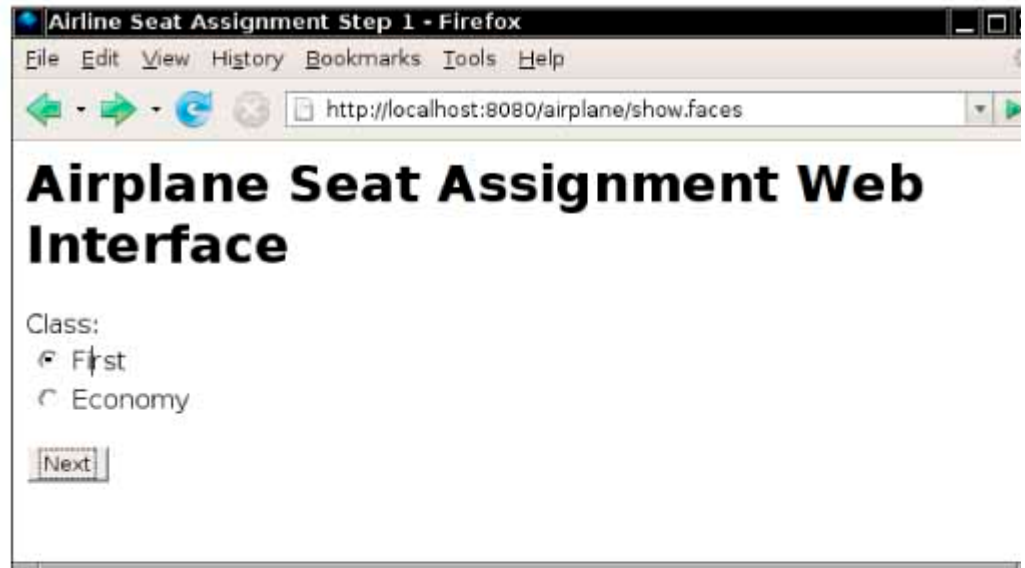 Airline Seat Assignment Step 1 - Firefox
File Edit View History Bookmarks Tools Help
http://localhost:8080/airplane/show.faces
Airplane Seat Assignment Web
Interface
Class:
First
Economy
Next